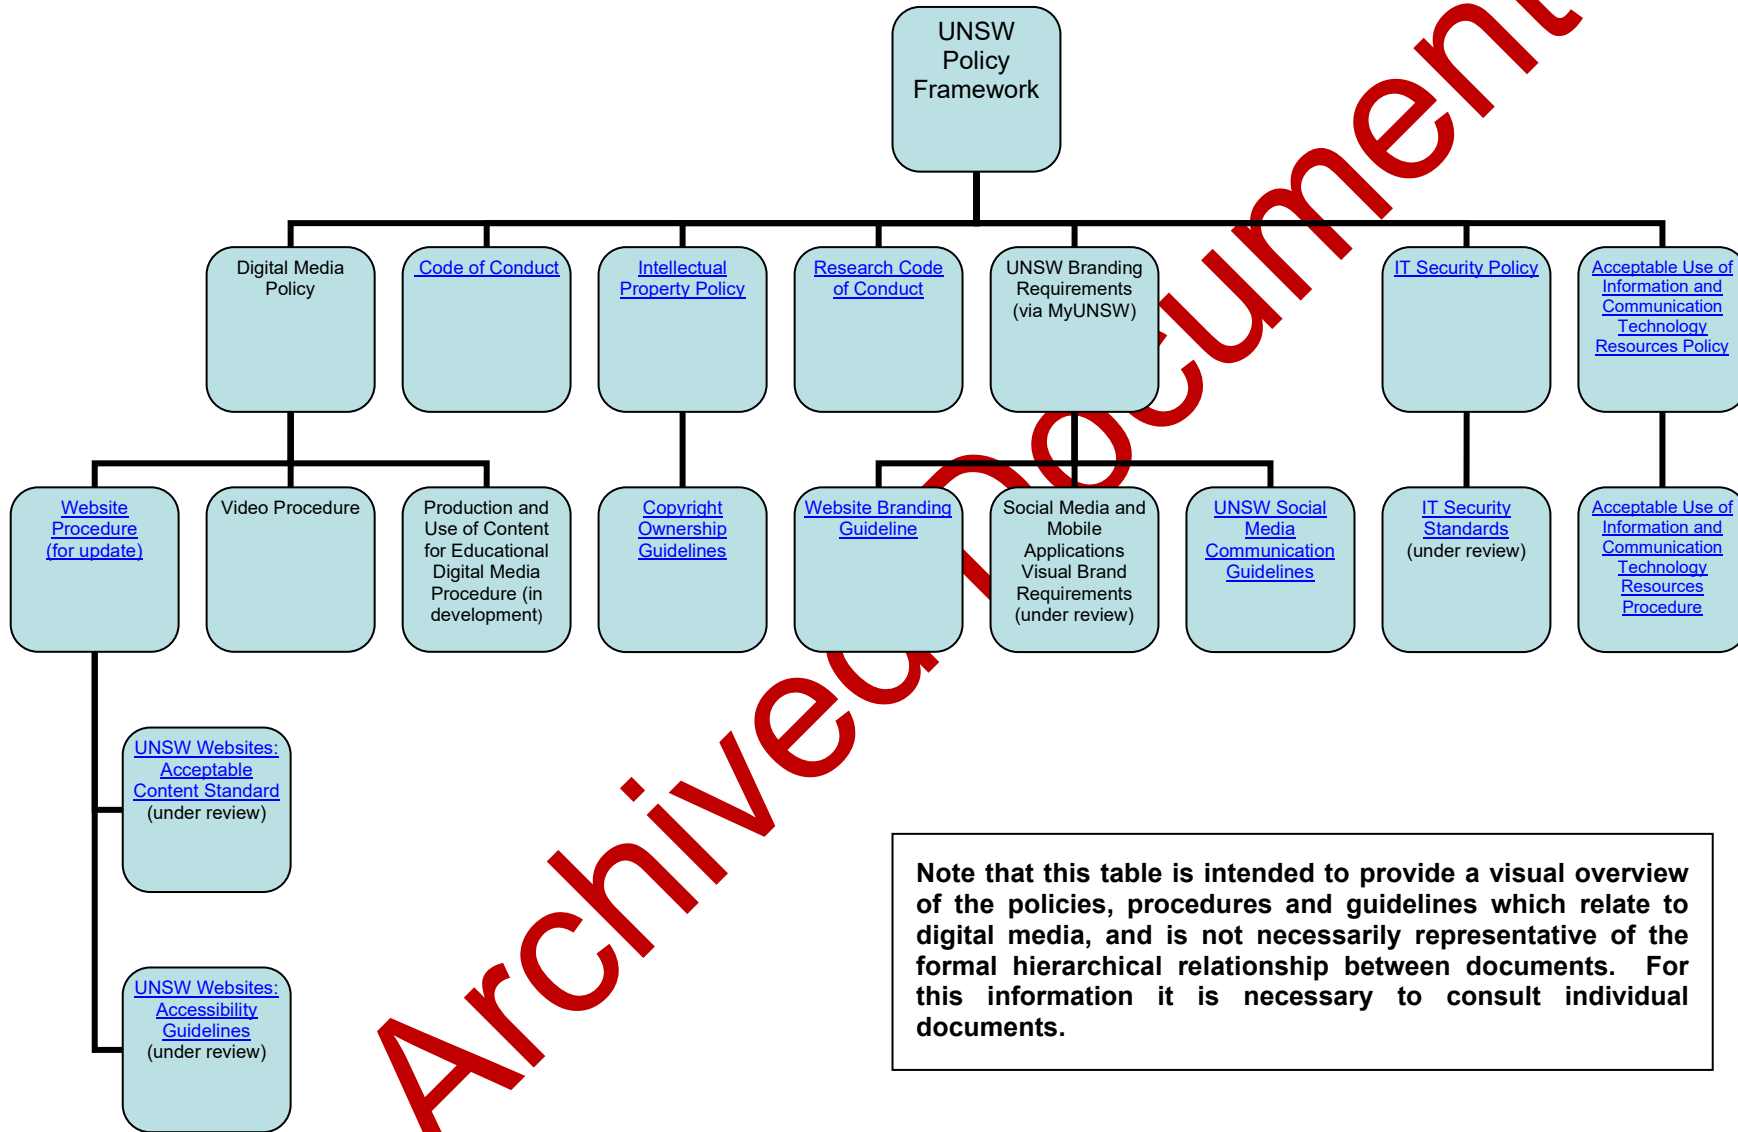 UNSW
Policy
Framework
Digital Media
Policy
Code of Conduct
Intellectual
Property Policy
Research Code
of Conduct
UNSW Branding
Requirements
(via MyUNSW)
IT Security Policy
Acceptable Use of
Information and
Communication
Technology
Resources Policy
Website
Procedure
(for update)
Video Procedure
Production and
Use of Content
for Educational
Digital Media
Procedure (in
development)
Copyright
Ownership
Guidelines
Website Branding
Guideline
Social Media and
Mobile
Applications
Visual Brand
Requirements
(under review)
UNSW Social
Media
Communication
Guidelines
IT Security
Standards
(under review)
Acceptable Use of
Information and
Communication
Technology
Resources
Procedure
UNSW Websites:
Acceptable
Content Standard
(under review)
UNSW Websites:
Accessibility
Guidelines
(under review)
Note that this table is intended to provide a visual overview
of the policies, procedures and guidelines which relate to
digital media, and is not necessarily representative of the
formal hierarchical relationship between documents. For
this information it is necessary to consult individual
documents.
Archived Document